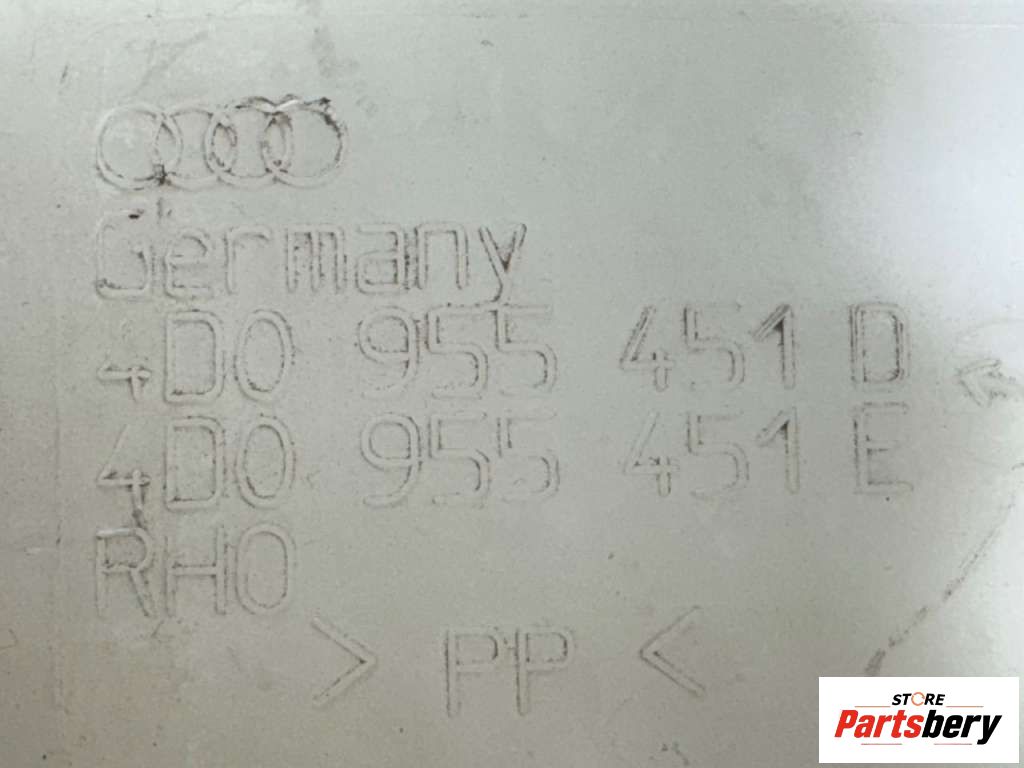 Germany
4D0 955 451 D
4D0 955 451 E
RHO
> PP <
STORE
Partsbery